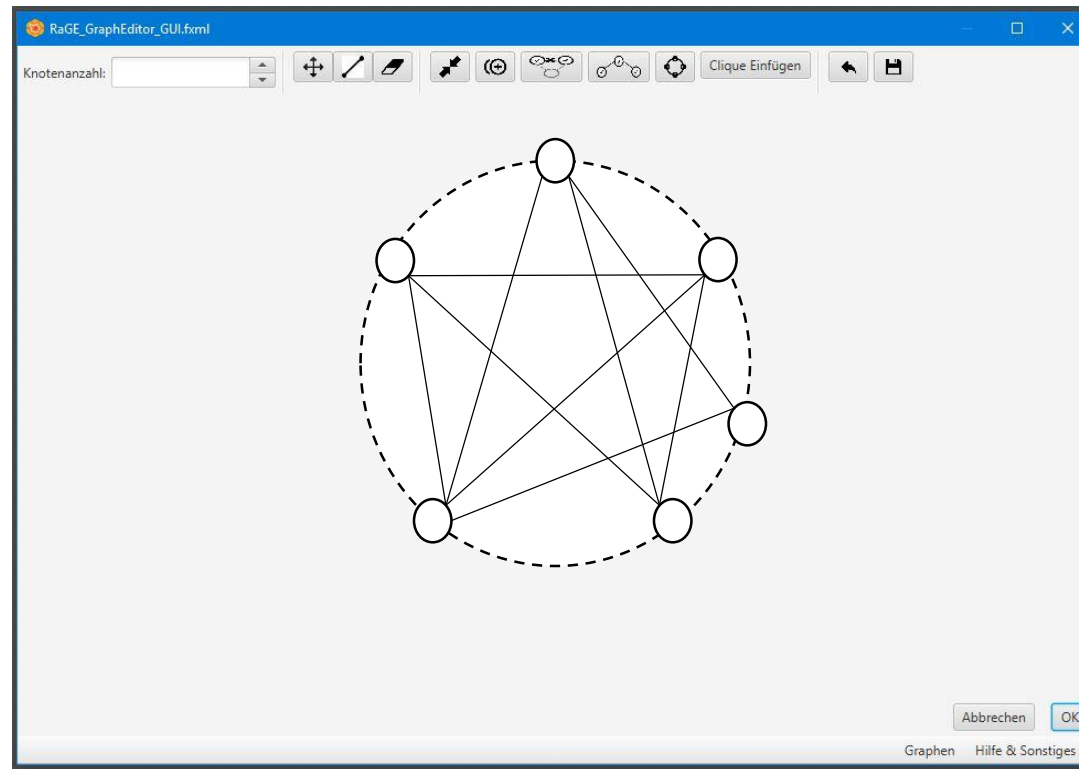 RaGE_GraphEditor_GUI.fxml
Knotenanzahl:
Clique Einfügen
Abbrechen
OK
Graphen
Hilfe & Sonstiges